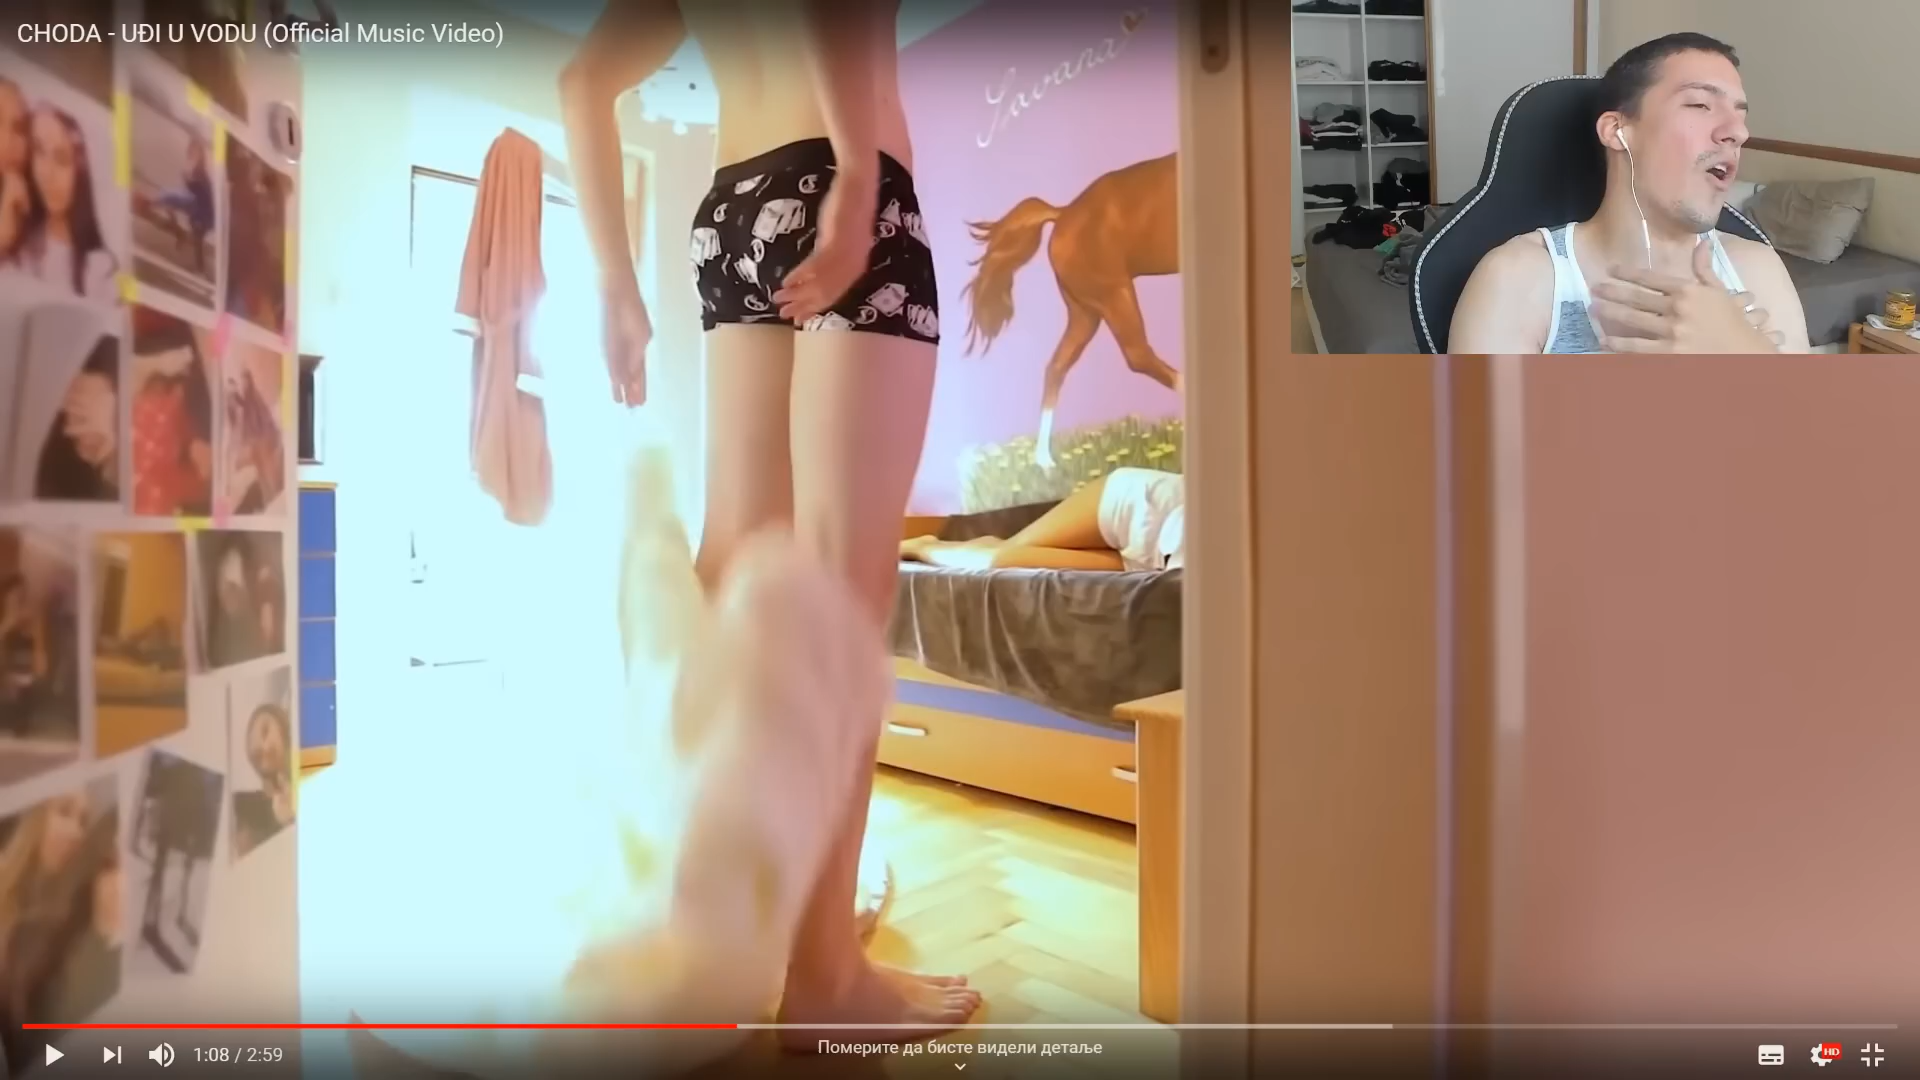 CHODA - UĐI U VODU (Official Music Video)
Savana
1:08 / 2:59
Померите да бисте видели детаље
HD